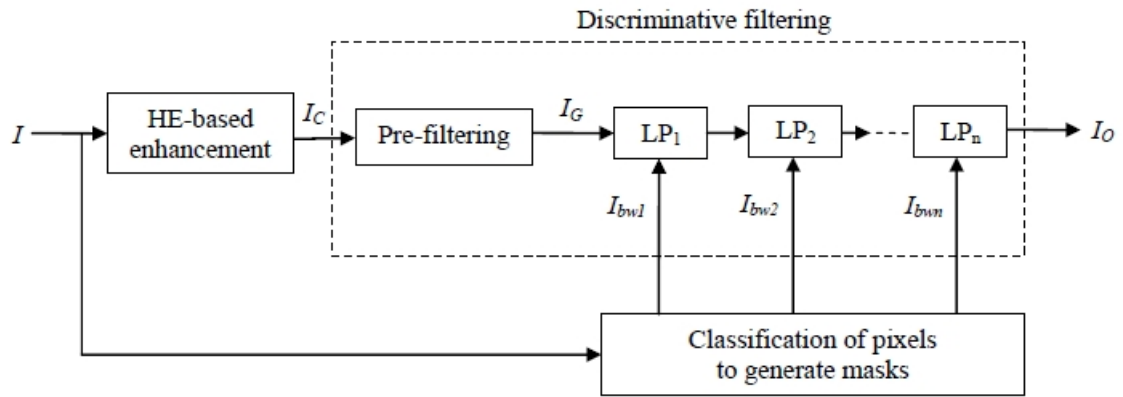 Discriminative filtering
I
HE-based
enhancement
I_C
Pre-filtering
I_G
LP_1
LP_2
LP_n
I_O
I_bw1
I_bw2
I_bwn
Classification of pixels
to generate masks